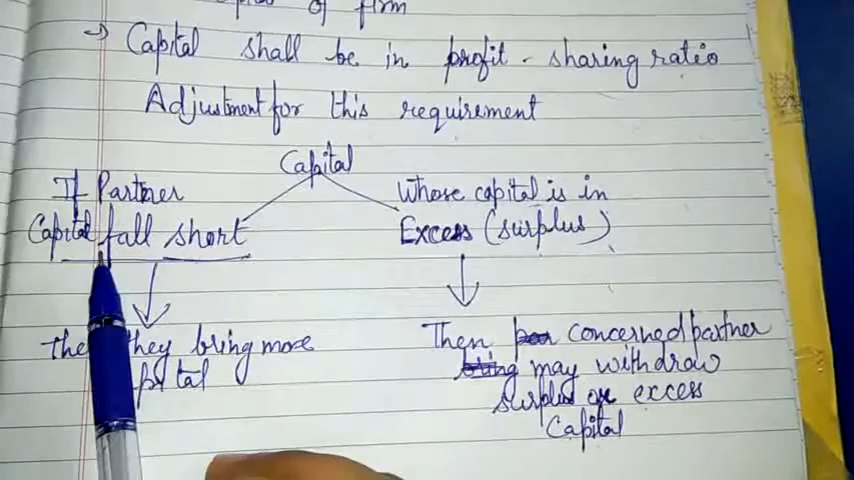 of firm
→ Capital shall be in profit - sharing ratio
Adjustment for this requirement
Capital
If Partner
Capital fall short
they bring more
Whose capital is in
Excess (surplus)
Then concerned partner
may withdraw
surplus or excess
Capital